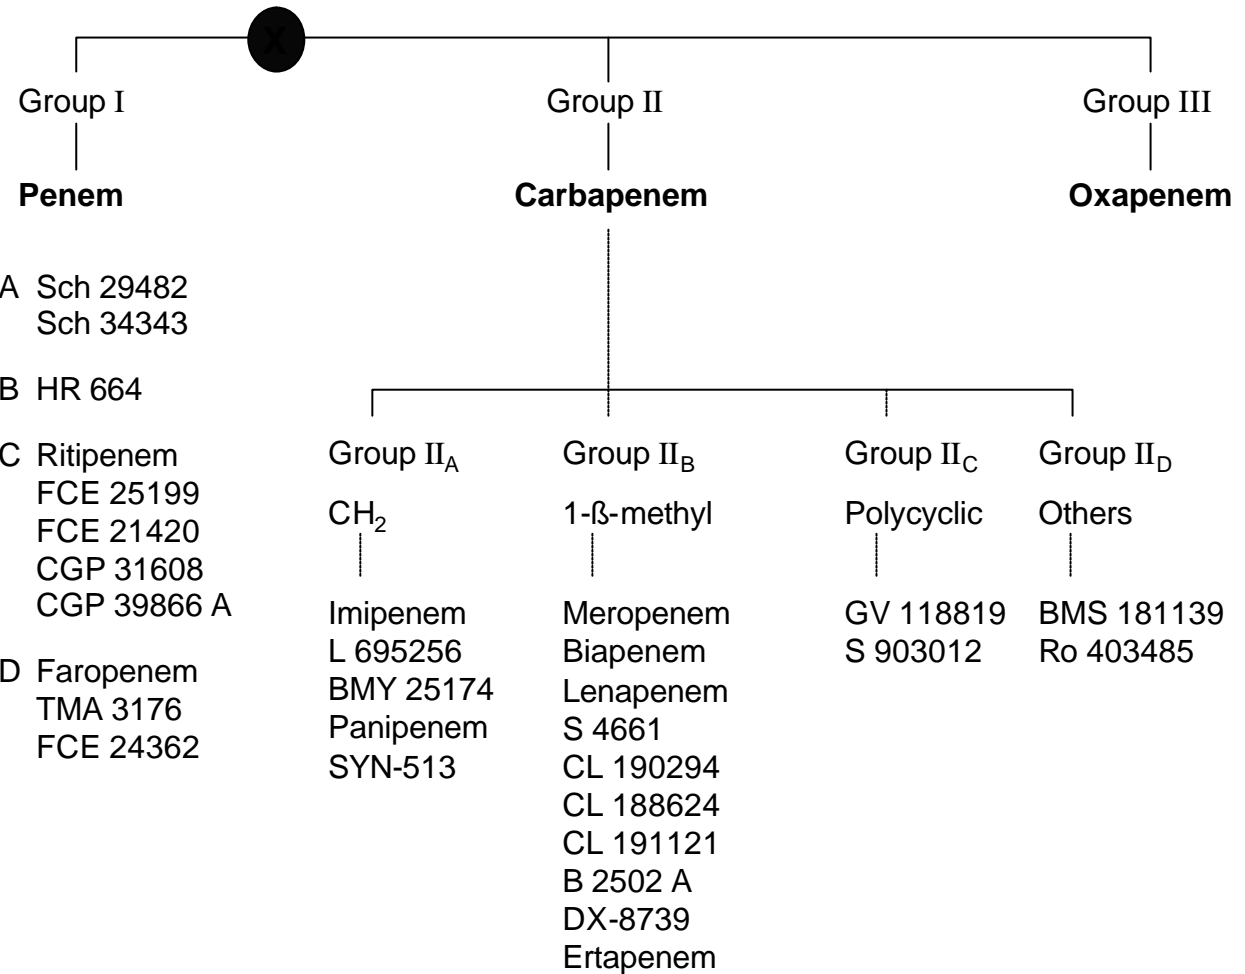 X
Group I
Group II
Group III
Penem
Carbapenem
Oxapenem
A Sch 29482
Sch 34343
B HR 664
C Ritipenem
FCE 25199
FCE 21420
CGP 31608
CGP 39866 A
D Faropenem
TMA 3176
FCE 24362
Group II_A
CH₂
Imipenem
L 695256
BMY 25174
Panipenem
SYN-513
Group II_B
1-ß-methyl
Meropenem
Biapenem
Lenapenem
S 4661
CL 190294
CL 188624
CL 191121
B 2502 A
DX-8739
Ertapenem
Group II_C
Polycyclic
GV 118819
S 903012
Group II_D
Others
BMS 181139
Ro 403485